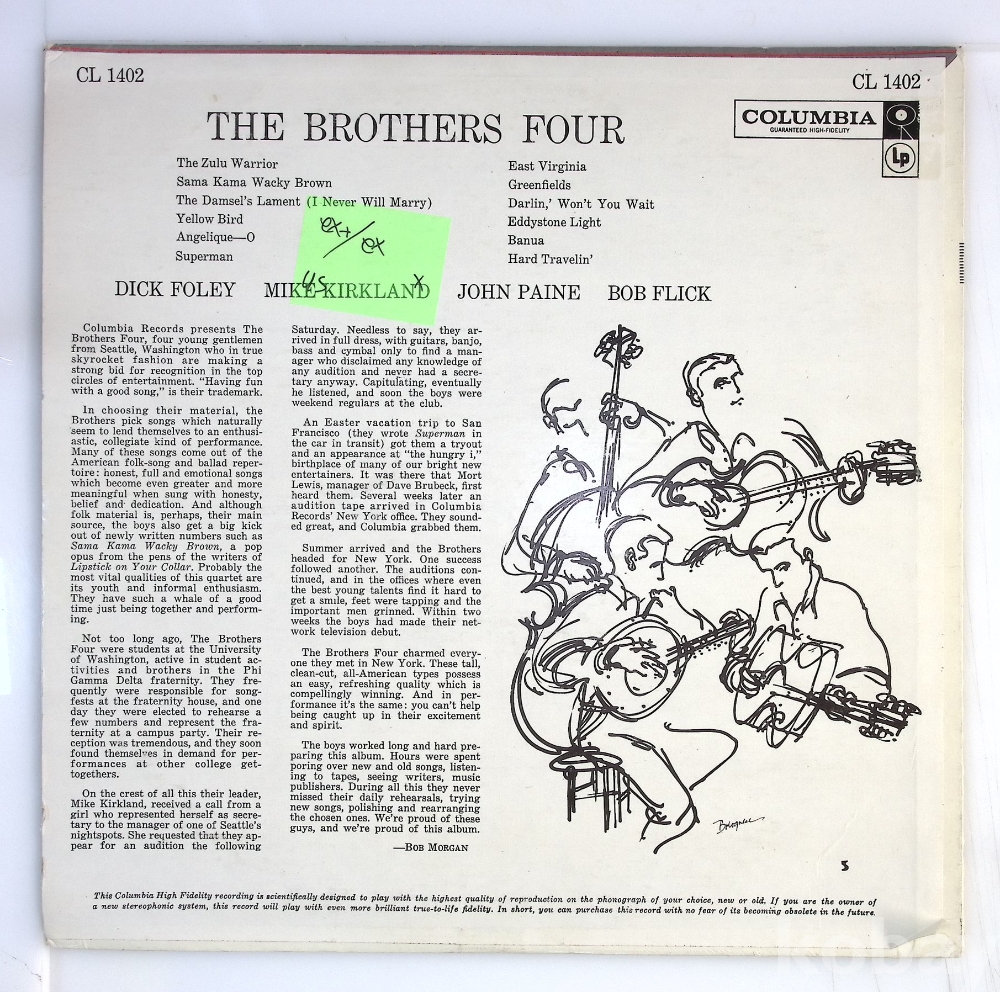 CL 1402
CL 1402
COLUMBIA
GUARANTEED HIGH-FIDELITY
Lp
THE BROTHERS FOUR
The Zulu Warrior
Sama Kama Wacky Brown
The Damsel's Lament (I Never Will Marry)
Yellow Bird
Angelique—O
Superman
East Virginia
Greenfields
Darlin,' Won't You Wait
Eddystone Light
Banua
Hard Travelin'
ex+/ex
US x
DICK FOLEY MIKE KIRKLAND JOHN PAINE BOB FLICK
Columbia Records presents The
Brothers Four, four young gentlemen
from Seattle, Washington who in true
skyrocket fashion are making a
strong bid for recognition in the top
circles of entertainment. “Having fun
with a good song,” is their trademark.
In choosing their material, the
Brothers pick songs which naturally
seem to lend themselves to an enthusi-
astic, collegiate kind of performance.
Many of these songs come out of the
American folk-song and ballad reper-
toire: honest, full and emotional songs
which become even greater and more
meaningful when sung with honesty,
belief and dedication. And although
folk material is, perhaps, their main
source, the boys also get a big kick
out of newly written numbers such as
Sama Kama Wacky Brown, a pop
opus from the pens of the writers of
Lipstick on Your Collar. Probably the
most vital qualities of this quartet are
its youth and informal enthusiasm.
They have such a whale of a good
time just being together and perform-
ing.
Not too long ago, The Brothers
Four were students at the University
of Washington, active in student ac-
tivities and brothers in the Phi
Gamma Delta fraternity. They fre-
quently were responsible for song-
fests at the fraternity house, and one
day they were elected to rehearse a
few numbers and represent the fra-
ternity at a campus party. Their re-
ception was tremendous, and they soon
found themselves in demand for per-
formances at other college get-
togethers.
On the crest of all this their leader,
Mike Kirkland, received a call from a
girl who represented herself as secre-
tary to the manager of one of Seattle's
nightspots. She requested that they ap-
pear for an audition the following
Saturday. Needless to say, they ar-
rived in full dress, with guitars, banjo,
bass and cymbal only to find a man-
ager who disclaimed any knowledge of
any audition and never had a secre-
tary anyway. Capitulating, eventually
he listened, and soon the boys were
weekend regulars at the club.
An Easter vacation trip to San
Francisco (they wrote Superman in
the car in transit) got them a tryout
and an appearance at “the hungry i,”
birthplace of many of our bright new
entertainers. It was there that Mort
Lewis, manager of Dave Brubeck, first
heard them. Several weeks later an
audition tape arrived in Columbia
Records' New York office. They sound-
ed great, and Columbia grabbed them.
Summer arrived and the Brothers
headed for New York. One success
followed another. The auditions con-
tinued, and in the offices where even
the best young talents find it hard to
get a smile, feet were tapping and the
important men grinned. Within two
weeks the boys had made their net-
work television debut.
The Brothers Four charmed every-
one they met in New York. These tall,
clean-cut, all-American types possess
an easy, refreshing quality which is
compellingly winning. And in per-
formance it's the same: you can't help
being caught up in their excitement
and spirit.
The boys worked long and hard pre-
paring this album. Hours were spent
poring over new and old songs, listen-
ing to tapes, seeing writers, music
publishers. During all this they never
missed their daily rehearsals, trying
new songs, polishing and rearranging
the chosen ones. We're proud of these
guys, and we're proud of this album.
—BOB MORGAN
5
This Columbia High Fidelity recording is scientifically designed to play with the highest quality of reproduction on the phonograph of your choice, new or old. If you are the owner of
a new stereophonic system, this record will play with even more brilliant true-to-life fidelity. In short, you can purchase this record with no fear of its becoming obsolete in the future.